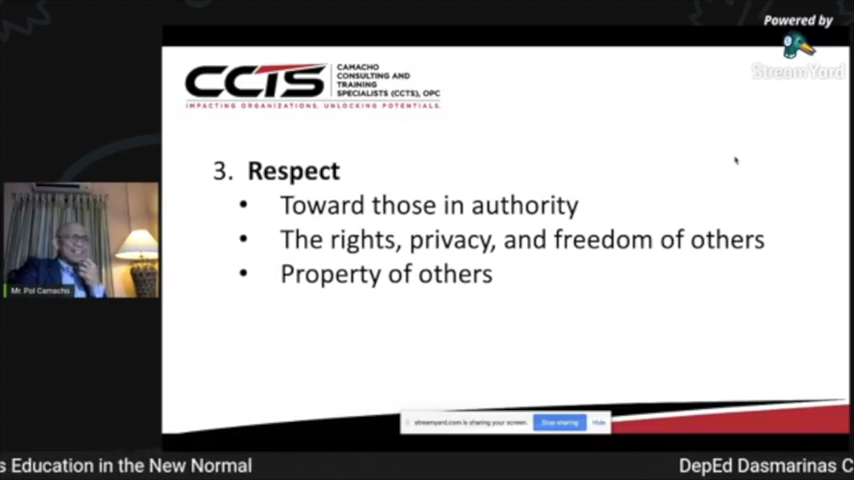 Powered by
StreamYard
CCTS
CAMACHO
CONSULTING AND
TRAINING
SPECIALISTS (CCTS), OPC
IMPACTING ORGANIZATIONS. UNLOCKING POTENTIALS.
3. Respect
• Toward those in authority
• The rights, privacy, and freedom of others
• Property of others
Mr. Pol Camacho
streamyard.com is sharing your screen.
Stop sharing
Hide
s Education in the New Normal
DepEd Dasmarinas C